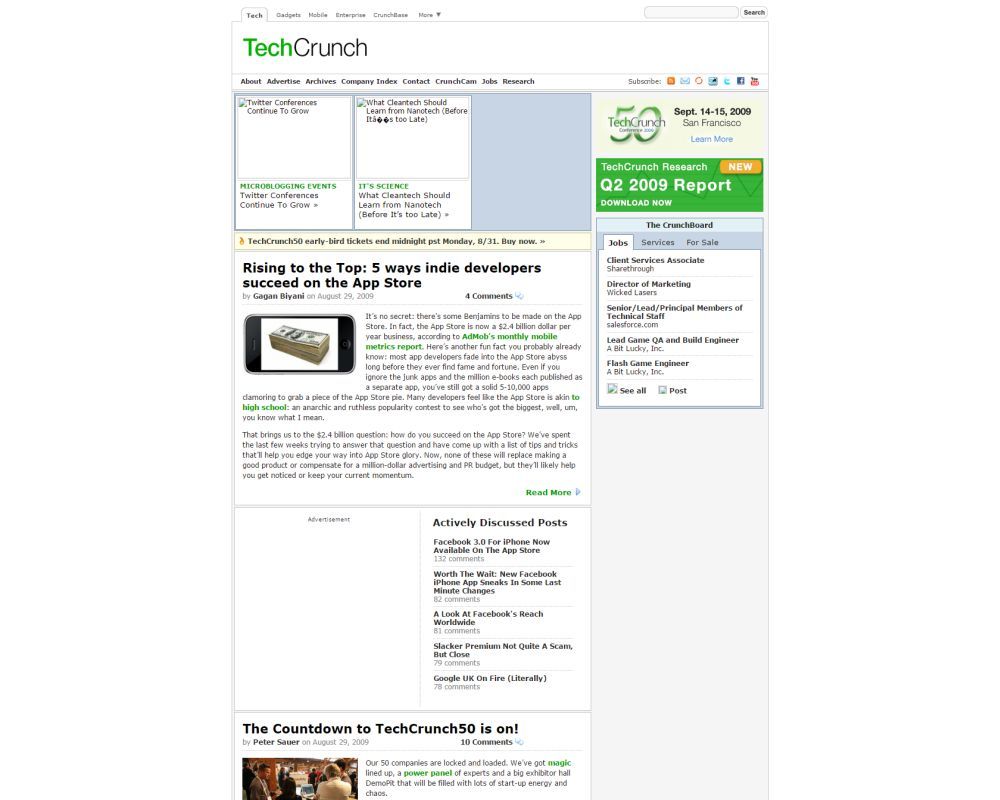 Tech
Gadgets
Mobile
Enterprise
CrunchBase
More ▼
Search
TechCrunch
About
Advertise
Archives
Company Index
Contact
CrunchCam
Jobs
Research
Subscribe:
Twitter Conferences
Continue To Grow
MICROBLOGGING EVENTS
Twitter Conferences
Continue To Grow »
What Cleantech Should
Learn from Nanotech (Before
Itâ��s too Late)
IT'S SCIENCE
What Cleantech Should
Learn from Nanotech
(Before It's too Late) »
TechCrunch50 early-bird tickets end midnight pst Monday, 8/31. Buy now. »
Rising to the Top: 5 ways indie developers
succeed on the App Store
by Gagan Biyani on August 29, 2009
4 Comments
It's no secret: there's some Benjamins to be made on the App
Store. In fact, the App Store is now a $2.4 billion dollar per
year business, according to AdMob's monthly mobile
metrics report. Here's another fun fact you probably already
know: most app developers fade into the App Store abyss
long before they ever find fame and fortune. Even if you
ignore the junk apps and the million e-books each published as
a separate app, you've still got a solid 5-10,000 apps
clamoring to grab a piece of the App Store pie. Many developers feel like the App Store is akin to
high school: an anarchic and ruthless popularity contest to see who's got the biggest, well, um,
you know what I mean.
That brings us to the $2.4 billion question: how do you succeed on the App Store? We've spent
the last few weeks trying to answer that question and have come up with a list of tips and tricks
that'll help you edge your way into App Store glory. Now, none of these will replace making a
good product or compensate for a million-dollar advertising and PR budget, but they'll likely help
you get noticed or keep your current momentum.
Read More
Advertisement
Actively Discussed Posts
Facebook 3.0 For iPhone Now
Available On The App Store
132 comments
Worth The Wait: New Facebook
iPhone App Sneaks In Some Last
Minute Changes
82 comments
A Look At Facebook's Reach
Worldwide
81 comments
Slacker Premium Not Quite A Scam,
But Close
79 comments
Google UK On Fire (Literally)
78 comments
The Countdown to TechCrunch50 is on!
by Peter Sauer on August 29, 2009
10 Comments
Our 50 companies are locked and loaded. We've got magic
lined up, a power panel of experts and a big exhibitor hall
DemoPit that will be filled with lots of start-up energy and
chaos.
50
TechCrunch
Conference 2009
Sept. 14-15, 2009
San Francisco
Learn More
TechCrunch Research
NEW
Q2 2009 Report
DOWNLOAD NOW
The CrunchBoard
Jobs
Services
For Sale
Client Services Associate
Sharethrough
Director of Marketing
Wicked Lasers
Senior/Lead/Principal Members of
Technical Staff
salesforce.com
Lead Game QA and Build Engineer
A Bit Lucky, Inc.
Flash Game Engineer
A Bit Lucky, Inc.
See all
Post